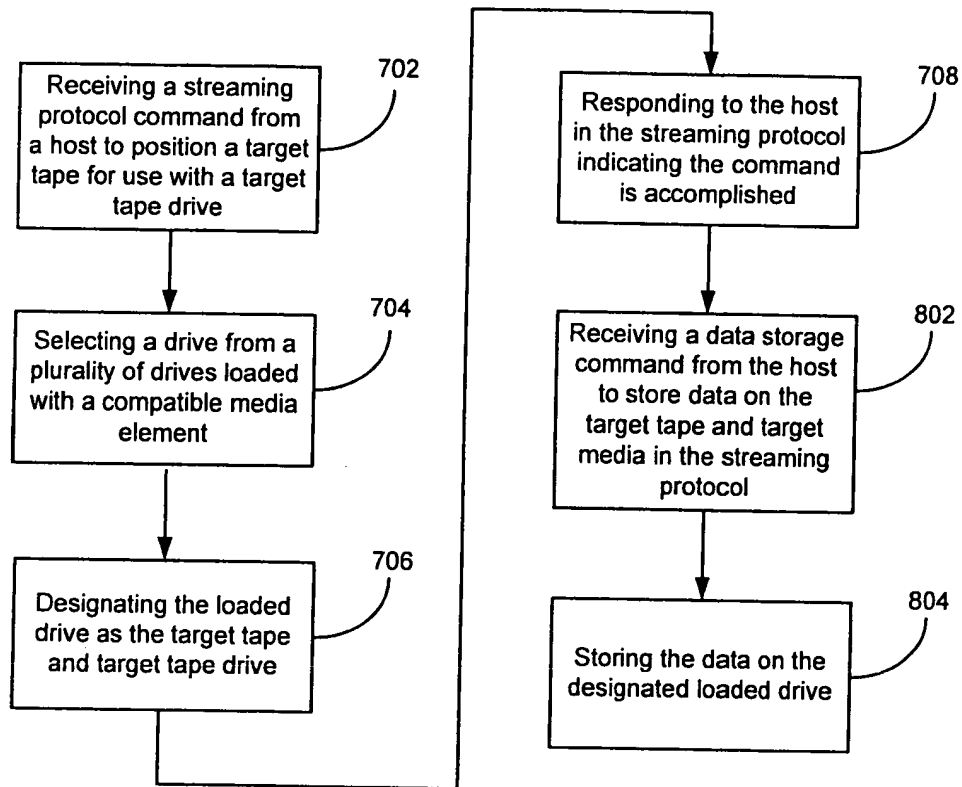 702
Receiving a streaming
protocol command from
a host to position a target
tape for use with a target
tape drive
704
Selecting a drive from a
plurality of drives loaded
with a compatible media
element
706
Designating the loaded
drive as the target tape
and target tape drive
708
Responding to the host
in the streaming protocol
indicating the command
is accomplished
802
Receiving a data storage
command from the host
to store data on the
target tape and target
media in the streaming
protocol
804
Storing the data on the
designated loaded drive